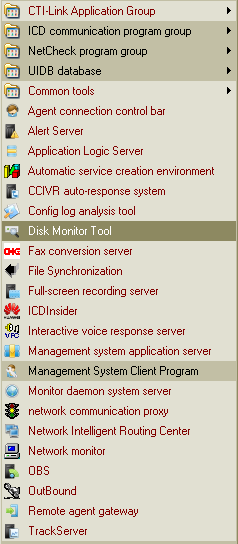 CTI-Link Application Group
ICD communication program group
NetCheck program group
UIDB database
Common tools
Agent connection control bar
Alert Server
Application Logic Server
Automatic service creation environment
CCIVR auto-response system
Config log analysis tool
Disk Monitor Tool
Fax conversion server
File Synchronization
Full-screen recording server
ICDInsider
Interactive voice response server
Management system application server
Management System Client Program
Monitor daemon system server
network communication proxy
Network Intelligent Routing Center
Network monitor
OBS
OutBound
Remote agent gateway
TrackServer